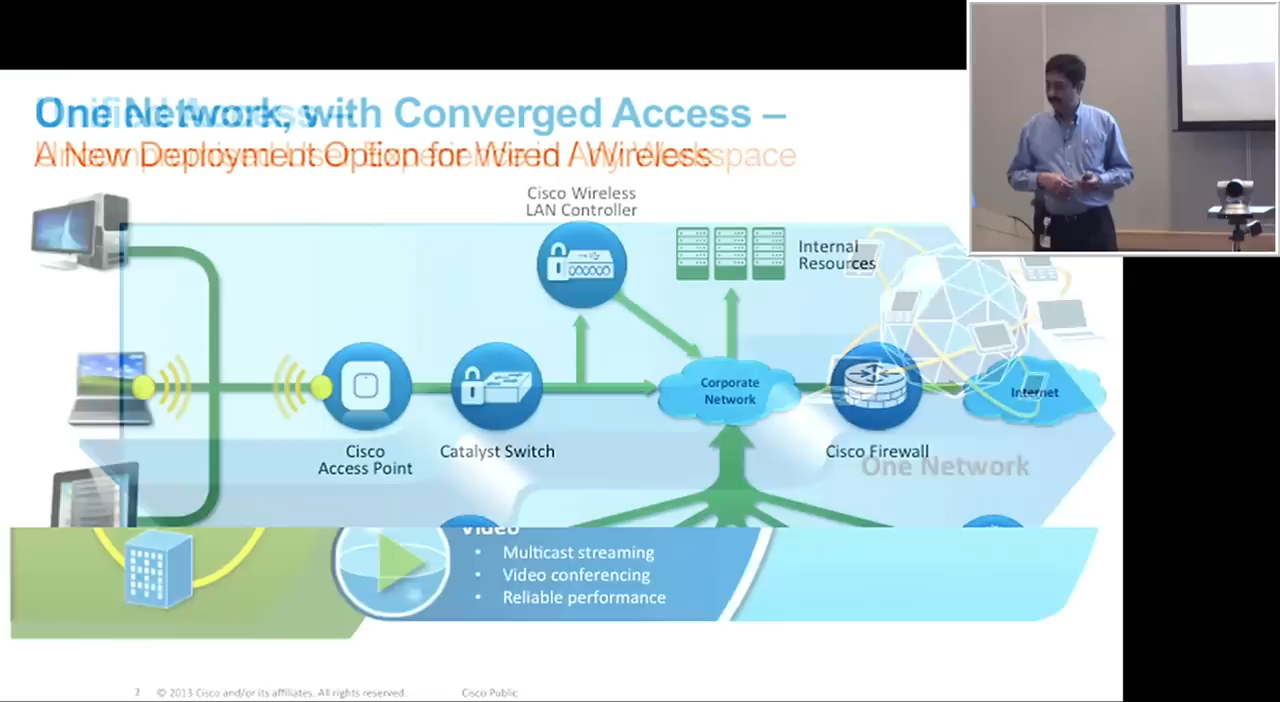 One Network, with Converged Access –
A New Deployment Option for Wired / Wireless
Cisco Wireless
LAN Controller
Internal
Resources
Corporate
Network
Internet
Cisco
Access Point
Catalyst Switch
Cisco Firewall
One Network
Video
• Multicast streaming
• Video conferencing
• Reliable performance
© 2013 Cisco and/or its affiliates. All rights reserved.
Cisco Public